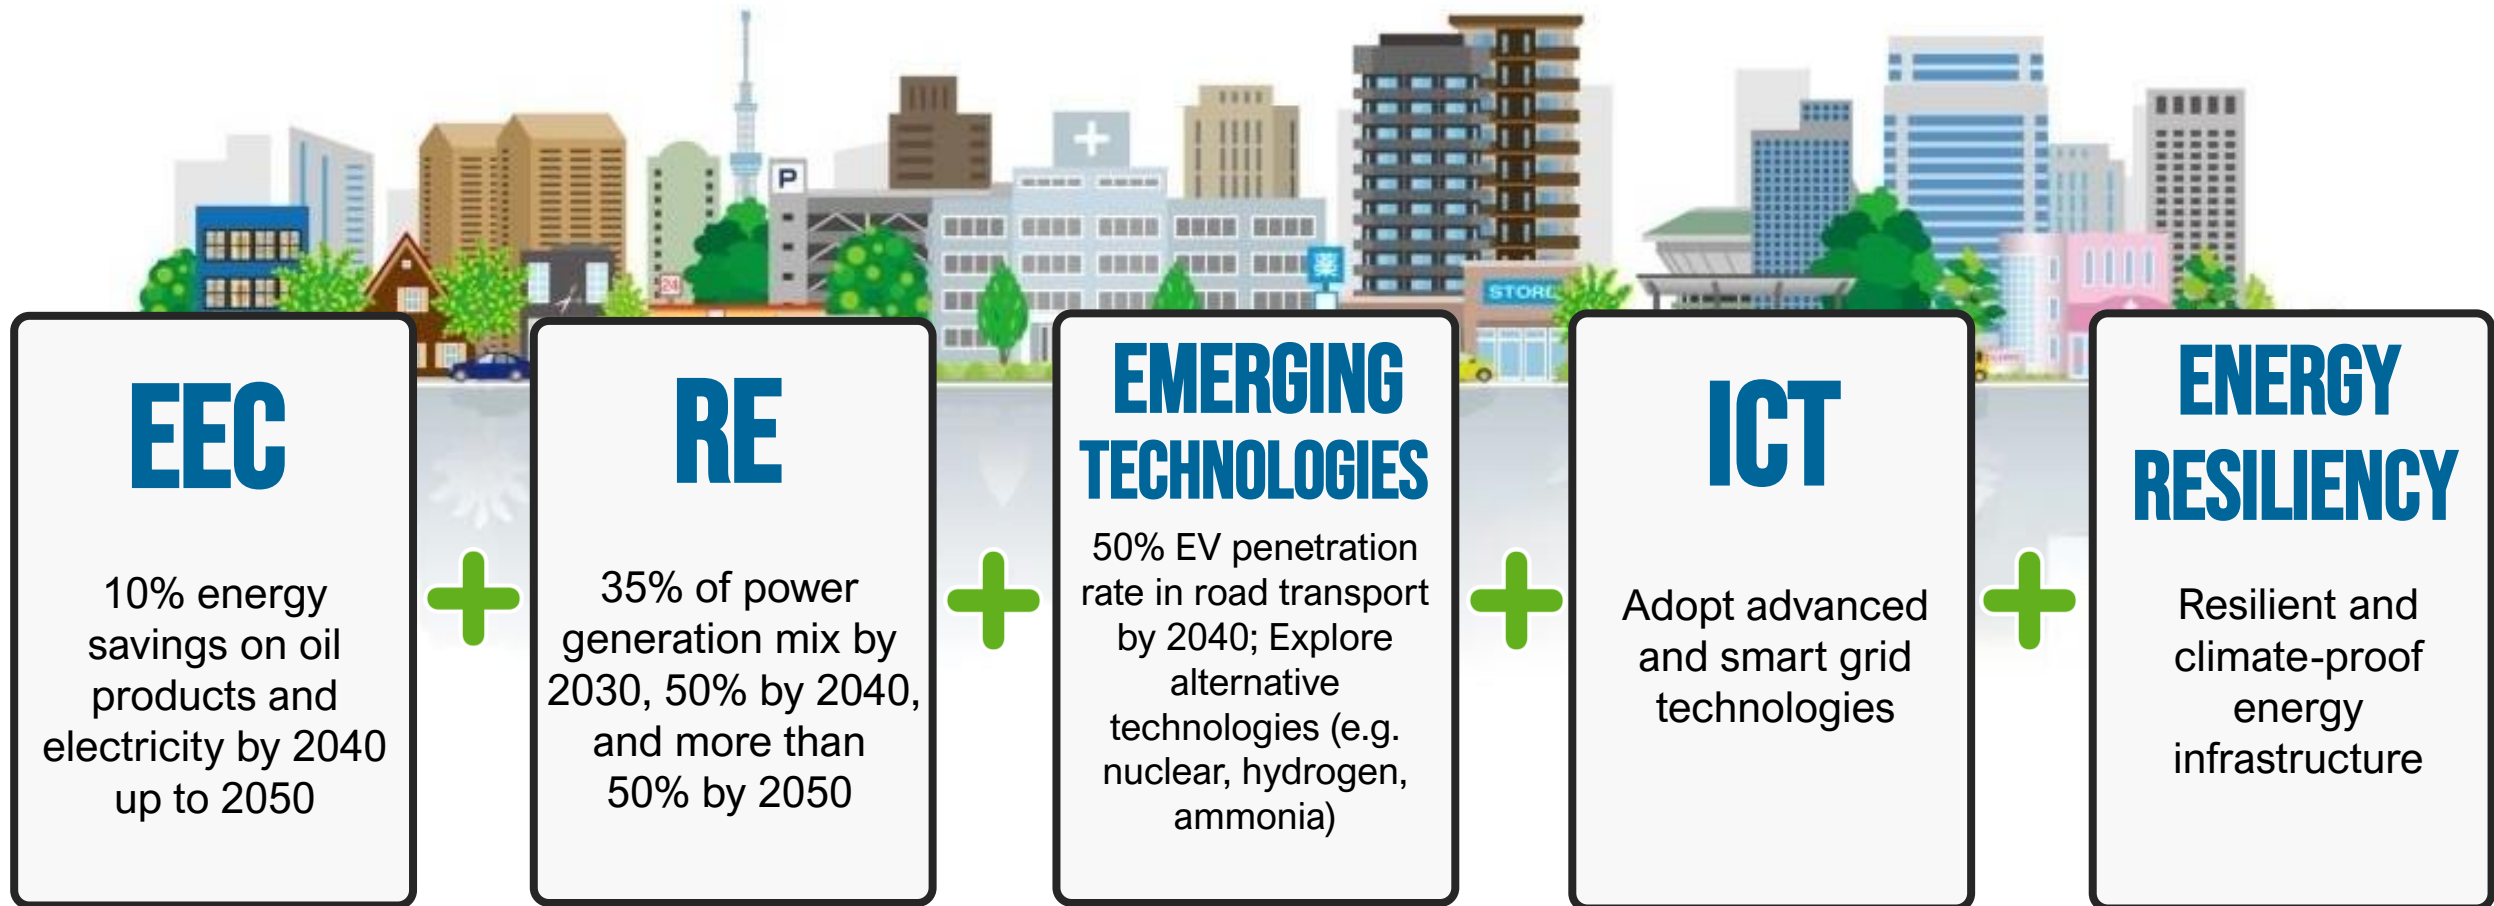 P
24
薬
STORE
EEC
10% energy
savings on oil
products and
electricity by 2040
up to 2050
RE
35% of power
generation mix by
2030, 50% by 2040,
and more than
50% by 2050
EMERGING
TECHNOLOGIES
50% EV penetration
rate in road transport
by 2040; Explore
alternative
technologies (e.g.
nuclear, hydrogen,
ammonia)
ICT
Adopt advanced
and smart grid
technologies
ENERGY
RESILIENCY
Resilient and
climate-proof
energy
infrastructure